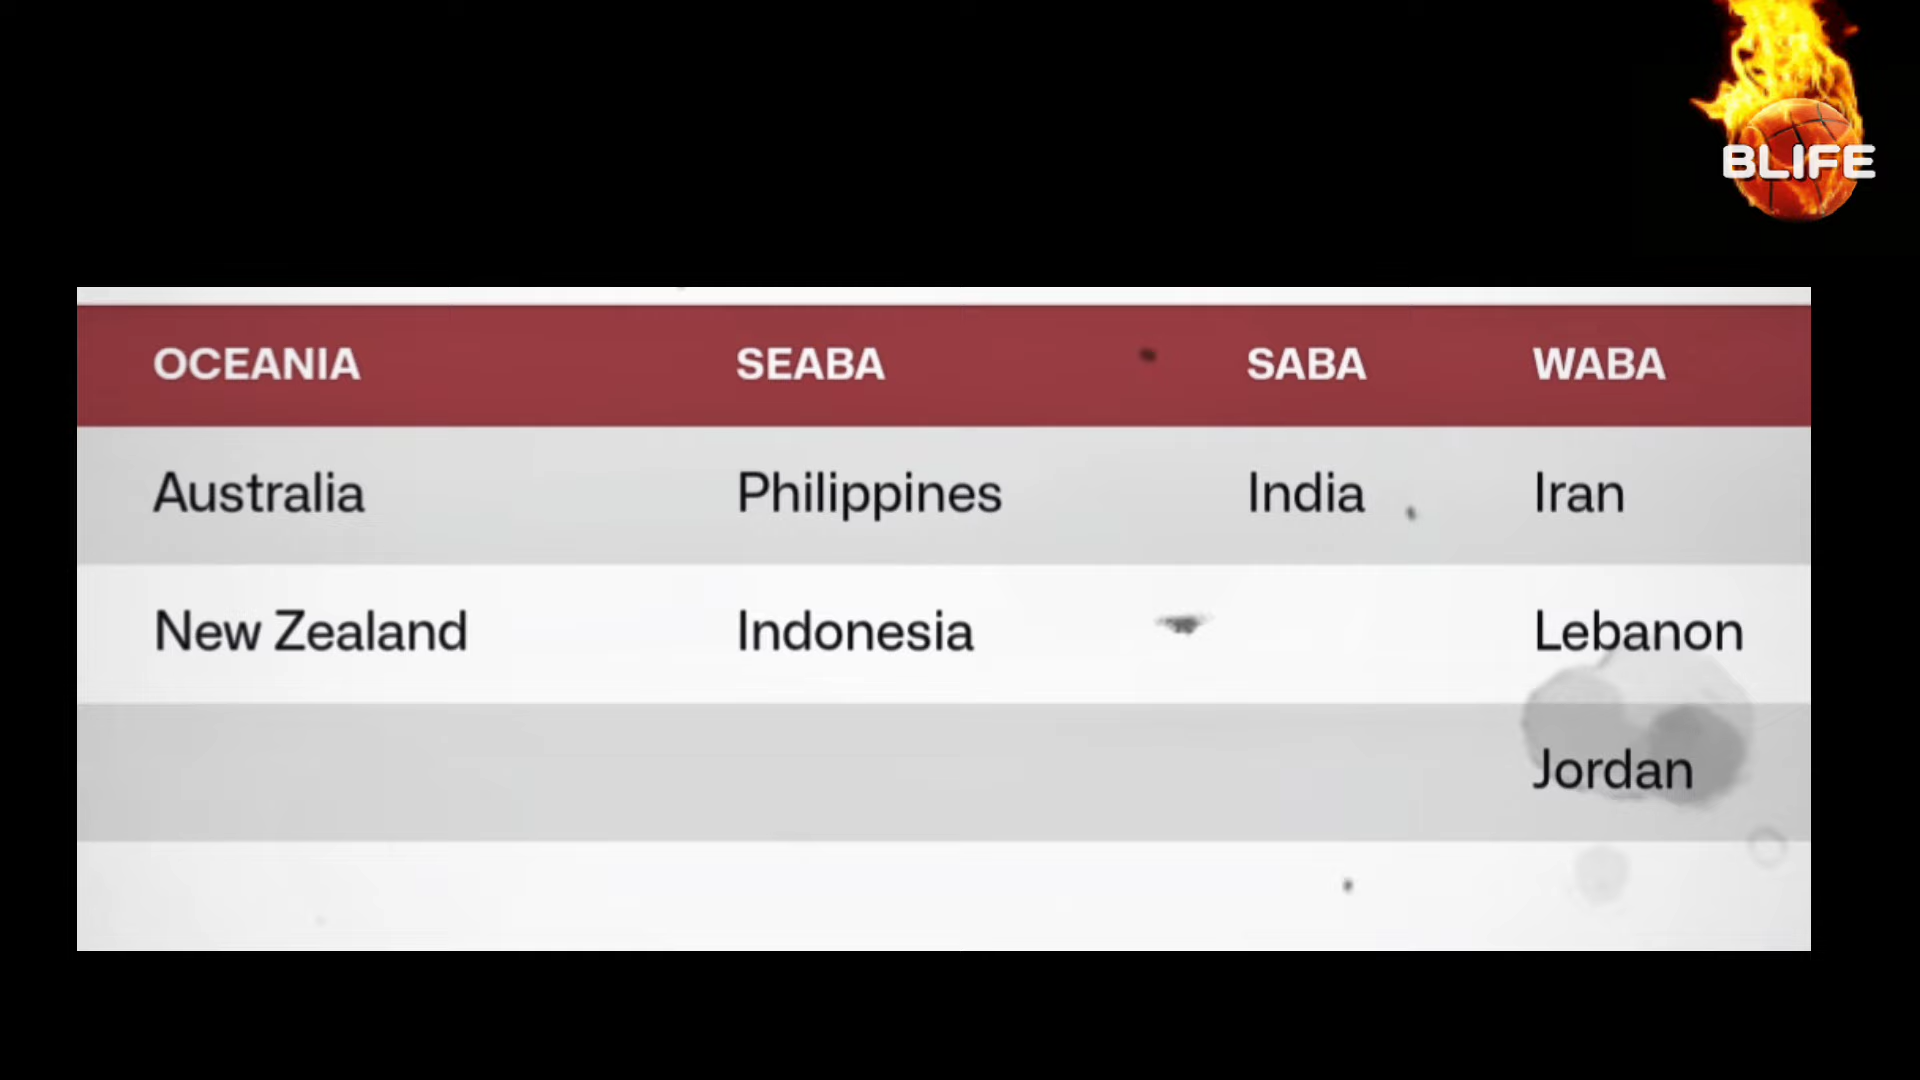 BLIFE
OCEANIA SEABA SABA WABA
Australia Philippines India Iran
New Zealand Indonesia Lebanon
Jordan